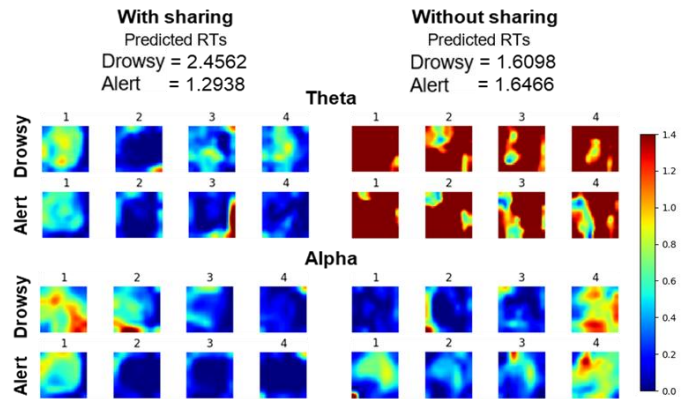 With sharing
Predicted RTs
Drowsy = 2.4562
Alert = 1.2938
Without sharing
Predicted RTs
Drowsy = 1.6098
Alert = 1.6466
Theta
Drowsy
1 2 3 4 1 2 3 4
Alert
1 2 3 4 1 2 3 4
Alpha
Drowsy
1 2 3 4 1 2 3 4
Alert
1 2 3 4 1 2 3 4
1.4
1.2
1.0
0.8
0.6
0.4
0.2
0.0